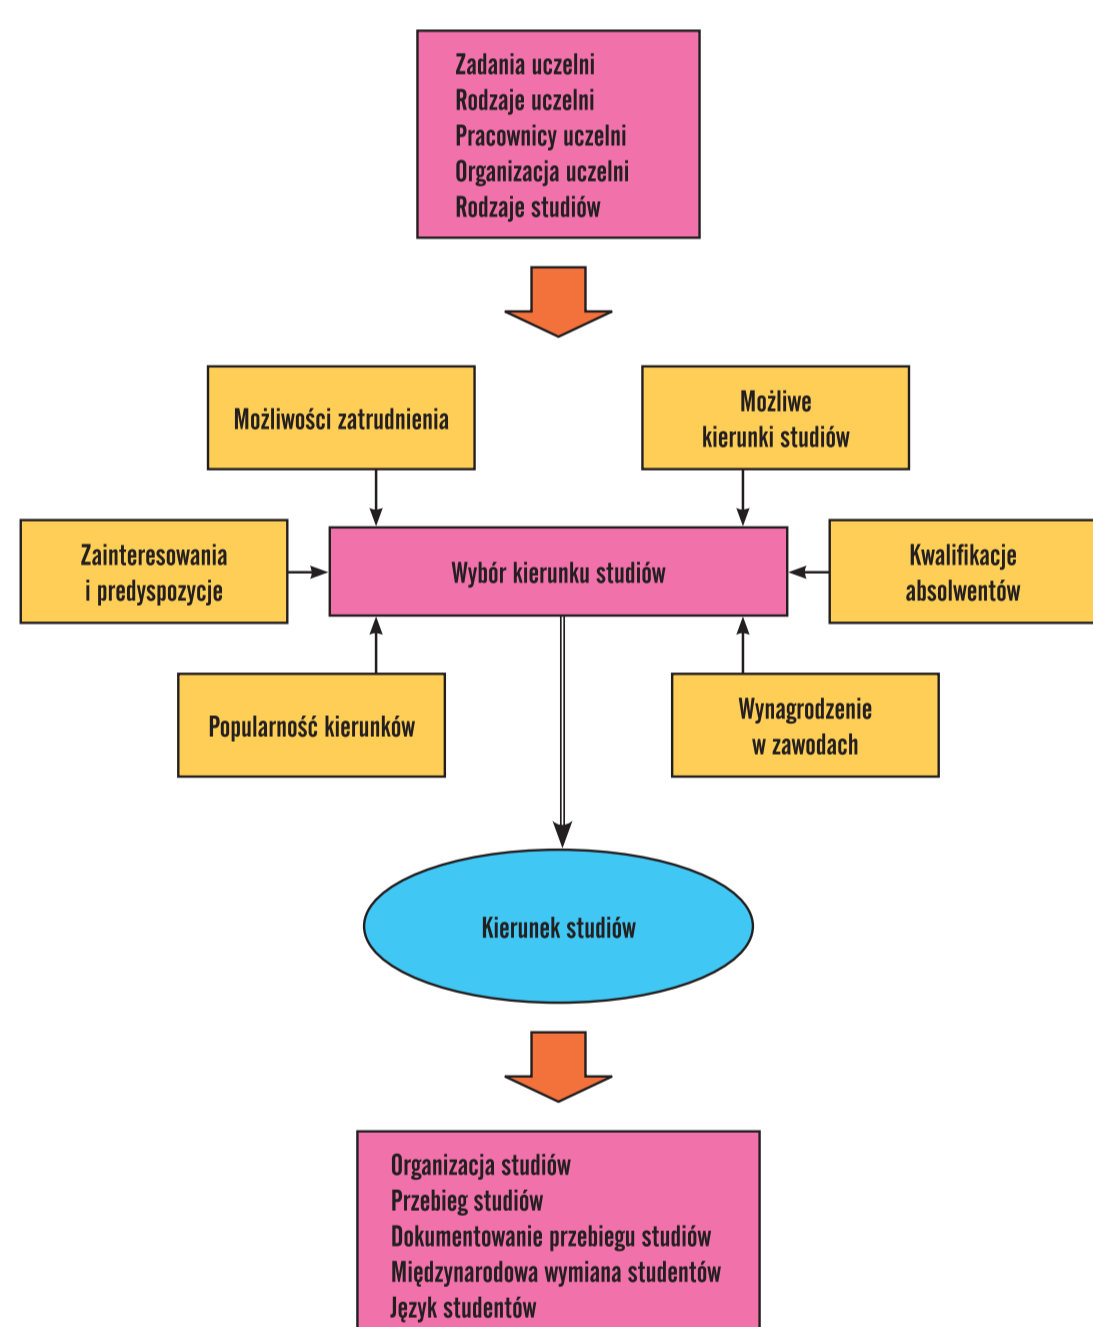 Zadania uczelni
Rodzaje uczelni
Pracownicy uczelni
Organizacja uczelni
Rodzaje studiów
Możliwości zatrudnienia
Możliwe
kierunki studiów
Zainteresowania
i predyspozycje
Wybór kierunku studiów
Kwalifikacje
absolwentów
Popularność kierunków
Wynagrodzenie
w zawodach
Kierunek studiów
Organizacja studiów
Przebieg studiów
Dokumentowanie przebiegu studiów
Międzynarodowa wymiana studentów
Język studentów